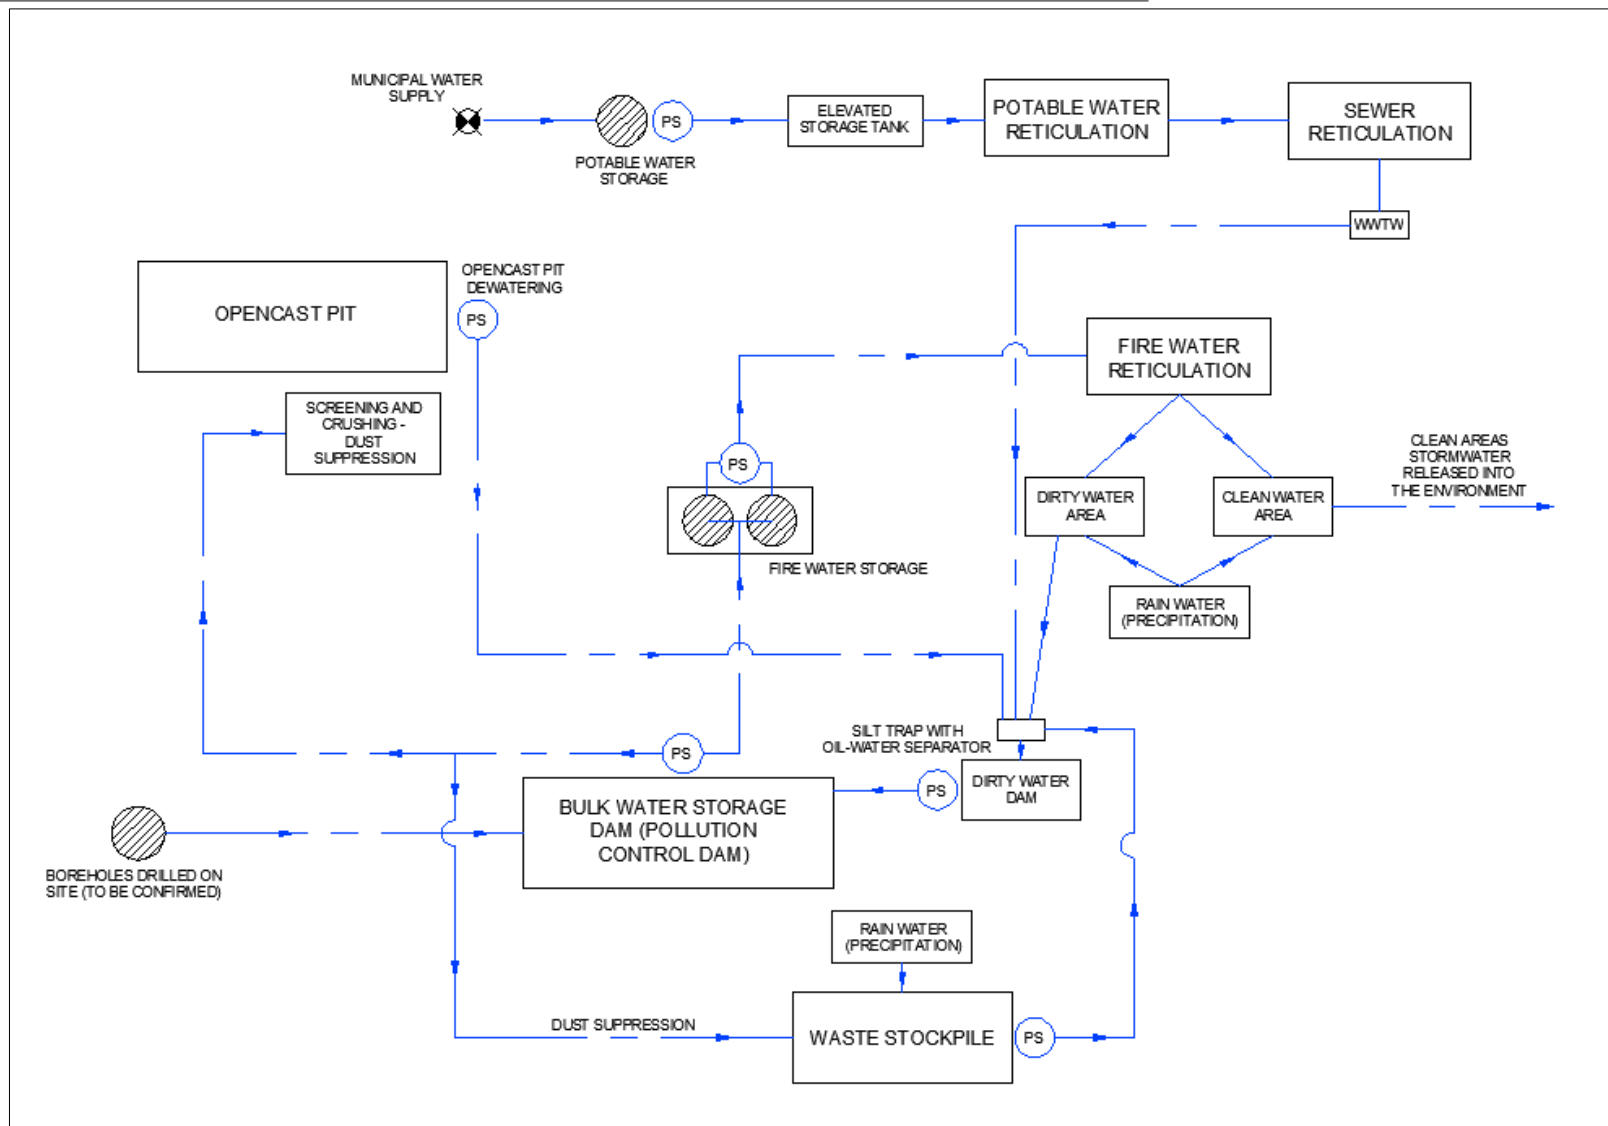 MUNICIPAL WATER
SUPPLY
PS
POTABLE WATER
STORAGE
ELEVATED
STORAGE TANK
POTABLE WATER
RETICULATION
SEWER
RETICULATION
WWTW
OPENCAST PIT
OPENCAST PIT
DEWATERING
PS
FIRE WATER
RETICULATION
SCREENING AND
CRUSHING -
DUST
SUPPRESSION
PS
FIRE WATER STORAGE
DIRTY WATER
AREA
CLEAN WATER
AREA
CLEAN AREAS
STORMWATER
RELEASED INTO
THE ENVIRONMENT
RAIN WATER
(PRECIPITATION)
SILT TRAP WITH
OIL-WATER SEPARATOR
PS
PS
DIRTY WATER
DAM
BULK WATER STORAGE
DAM (POLLUTION
CONTROL DAM)
BOREHOLES DRILLED ON
SITE (TO BE CONFIRMED)
RAIN WATER
(PRECIPITATION)
DUST SUPPRESSION
WASTE STOCKPILE
PS